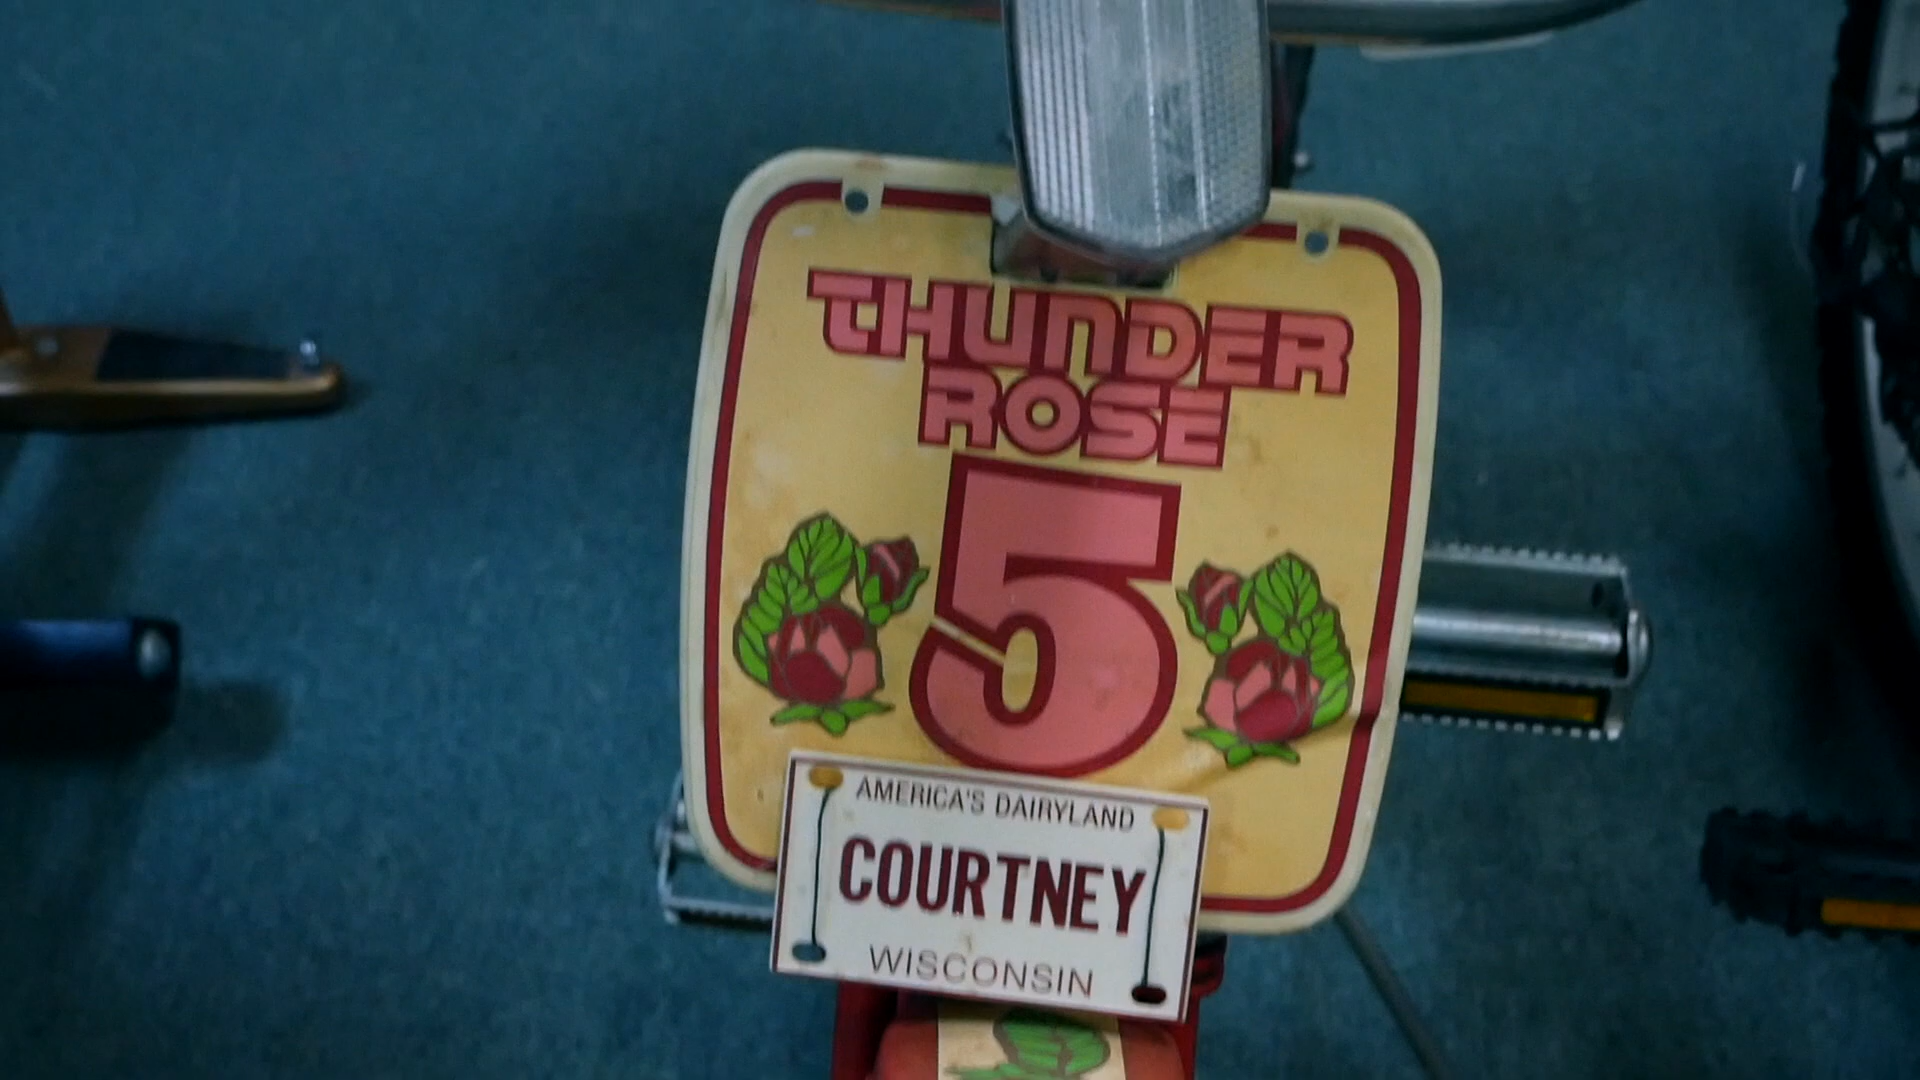 THUNDER
ROSE
5
AMERICA'S DAIRYLAND
COURTNEY
WISCONSIN